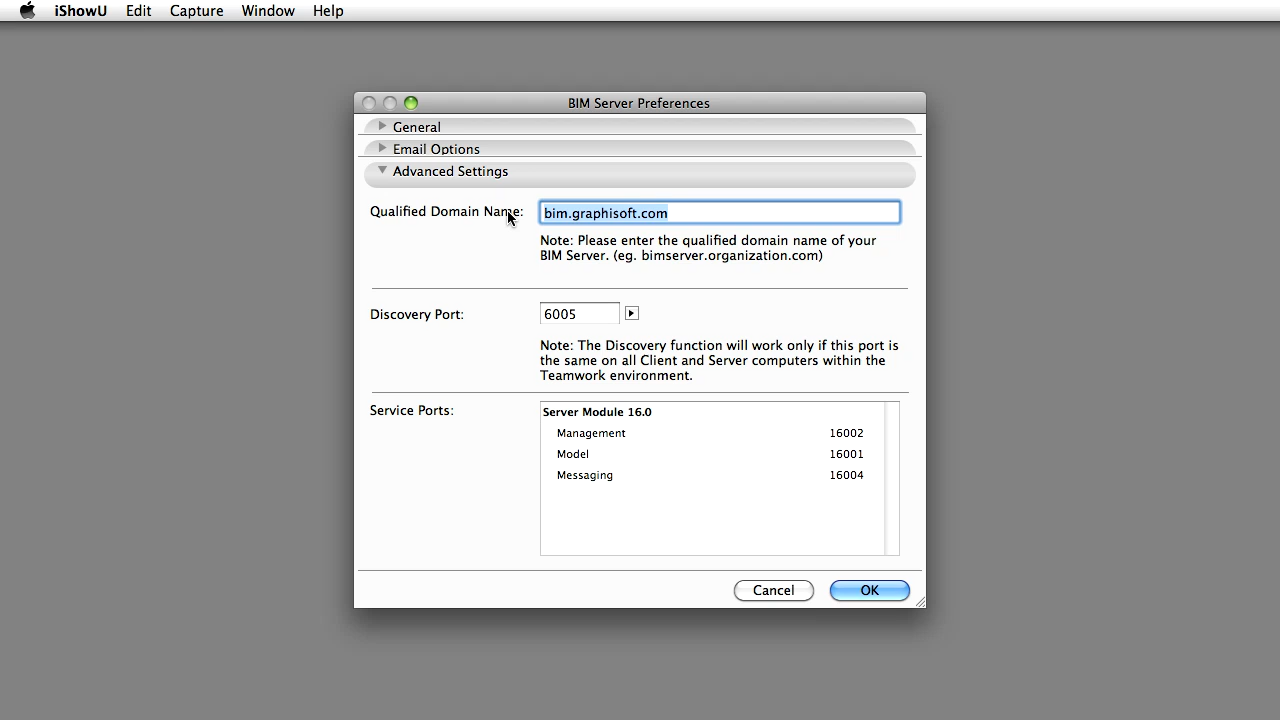 iShowU Edit Capture Window Help
BIM Server Preferences
General
Email Options
Advanced Settings
Qualified Domain Name: bim.graphisoft.com
Note: Please enter the qualified domain name of your
BIM Server. (eg. bimserver.organization.com)
Discovery Port: 6005
Note: The Discovery function will work only if this port is
the same on all Client and Server computers within the
Teamwork environment.
Service Ports: Server Module 16.0
Management 16002
Model 16001
Messaging 16004
Cancel OK